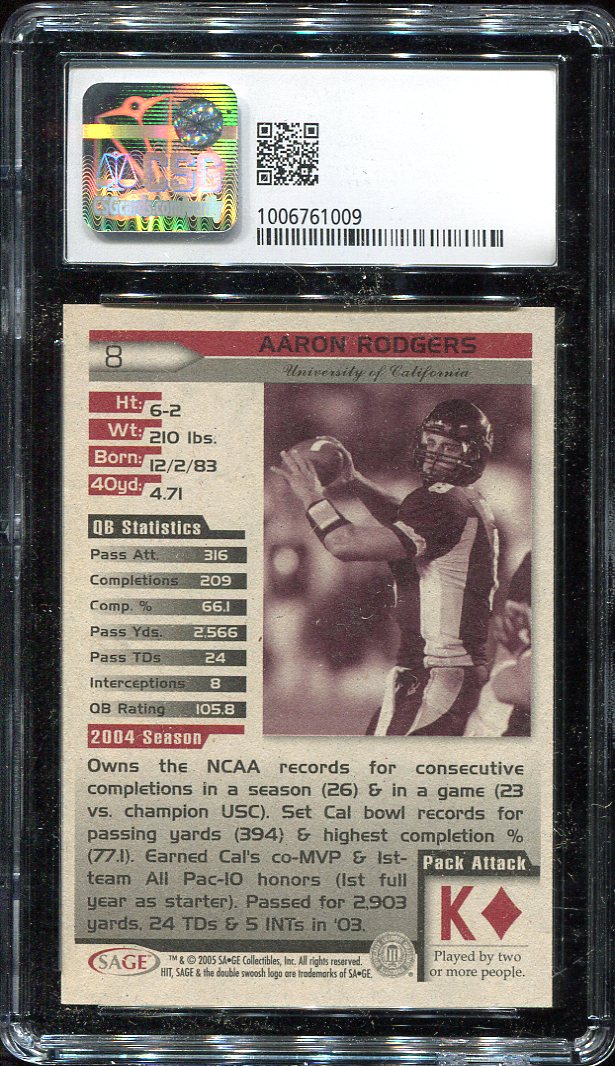 CSG
1006761009
8
AARON RODGERS
University of California
Ht: 6-2
Wt: 210 lbs.
Born: 12/2/83
40yd: 4.71
QB Statistics
Pass Att. 316
Completions 209
Comp. % 66.1
Pass Yds. 2,566
Pass TDs 24
Interceptions 8
QB Rating 105.8
2004 Season
Owns the NCAA records for consecutive
completions in a season (26) & in a game (23
vs. champion USC). Set Cal bowl records for
passing yards (394) & highest completion %
(77.1). Earned Cal's co-MVP & 1st-
team All Pac-10 honors (1st full
year as starter). Passed for 2,903
yards, 24 TDs & 5 INTs in '03.
Pack Attack
K
Played by two
or more people.
SAGE
™ & © 2005 SA•GE Collectibles, Inc. All rights reserved.
HIT, SAGE & the double swoosh logo are trademarks of SA•GE.